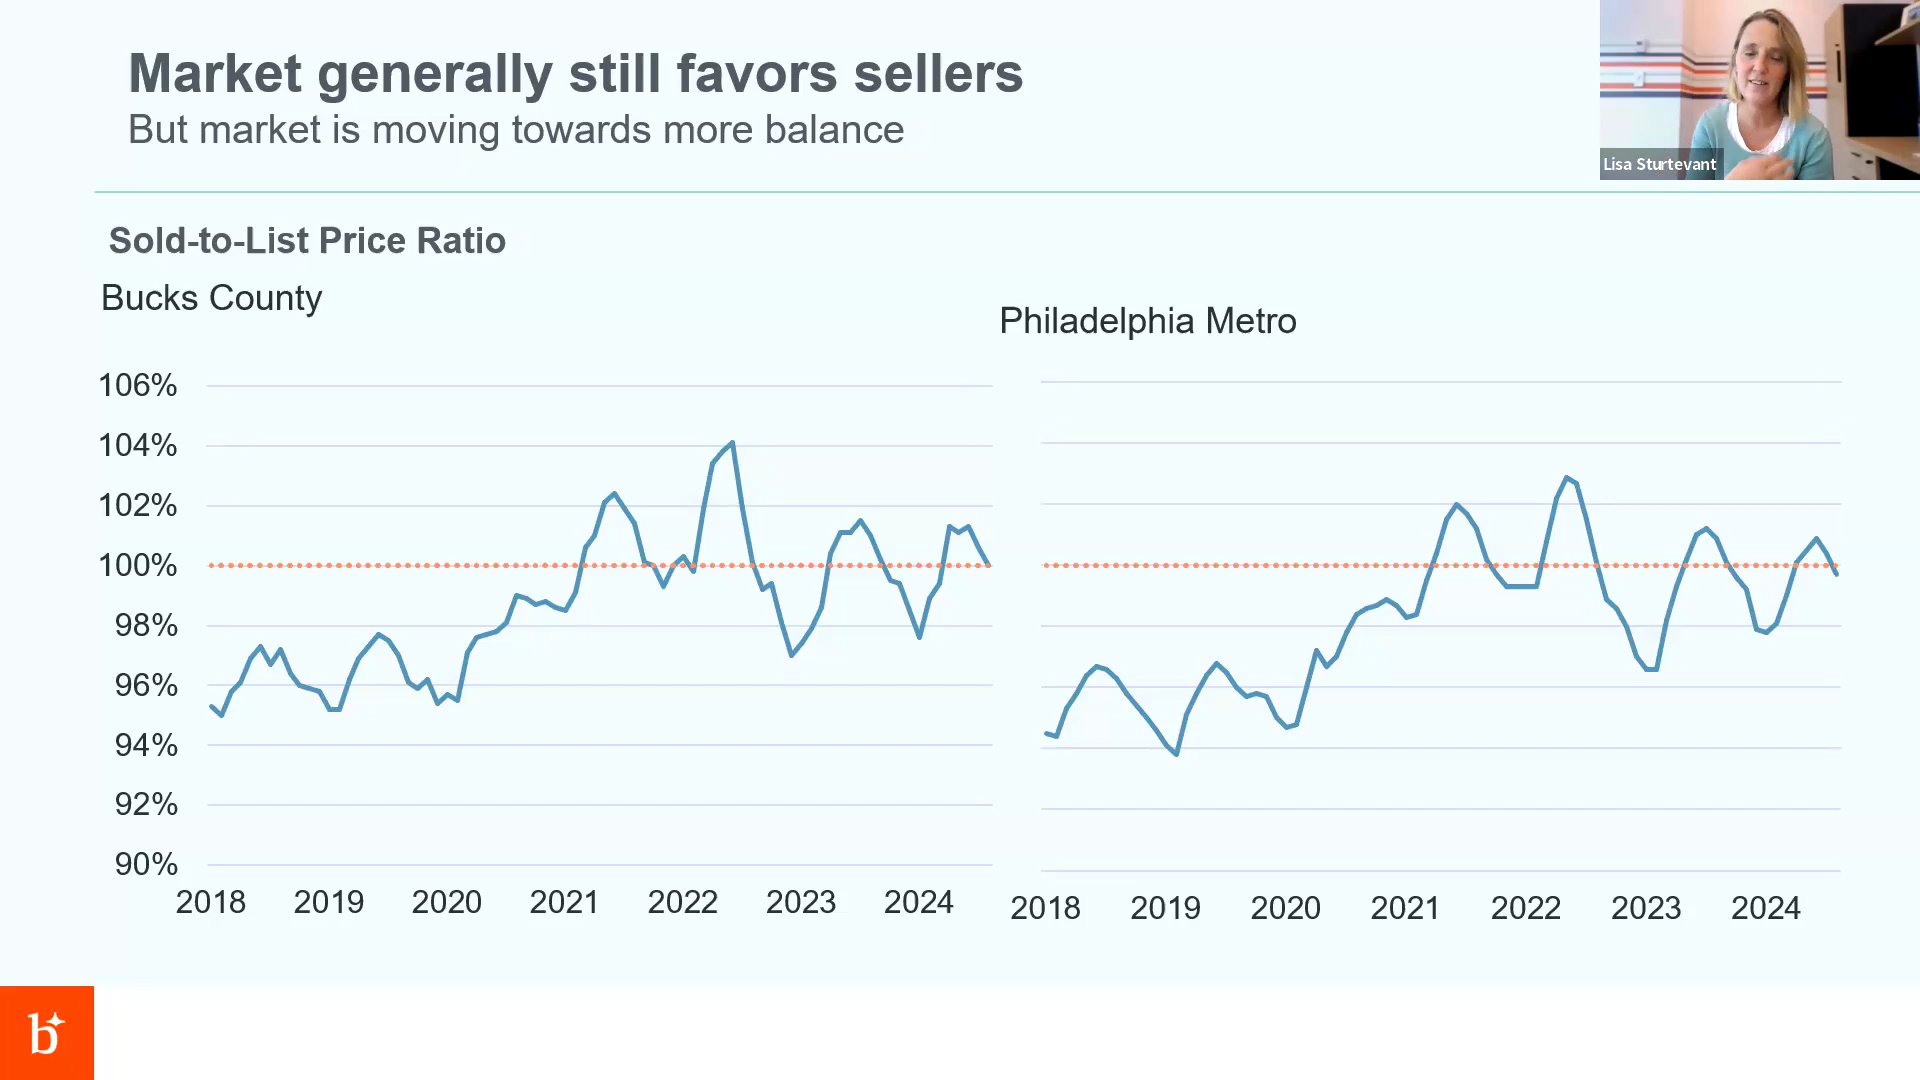 Market generally still favors sellers
But market is moving towards more balance
Lisa Sturtevant
Sold-to-List Price Ratio
Bucks County
Philadelphia Metro
106%
104%
102%
100%
98%
96%
94%
92%
90%
2018 2019 2020 2021 2022 2023 2024
2018 2019 2020 2021 2022 2023 2024
b